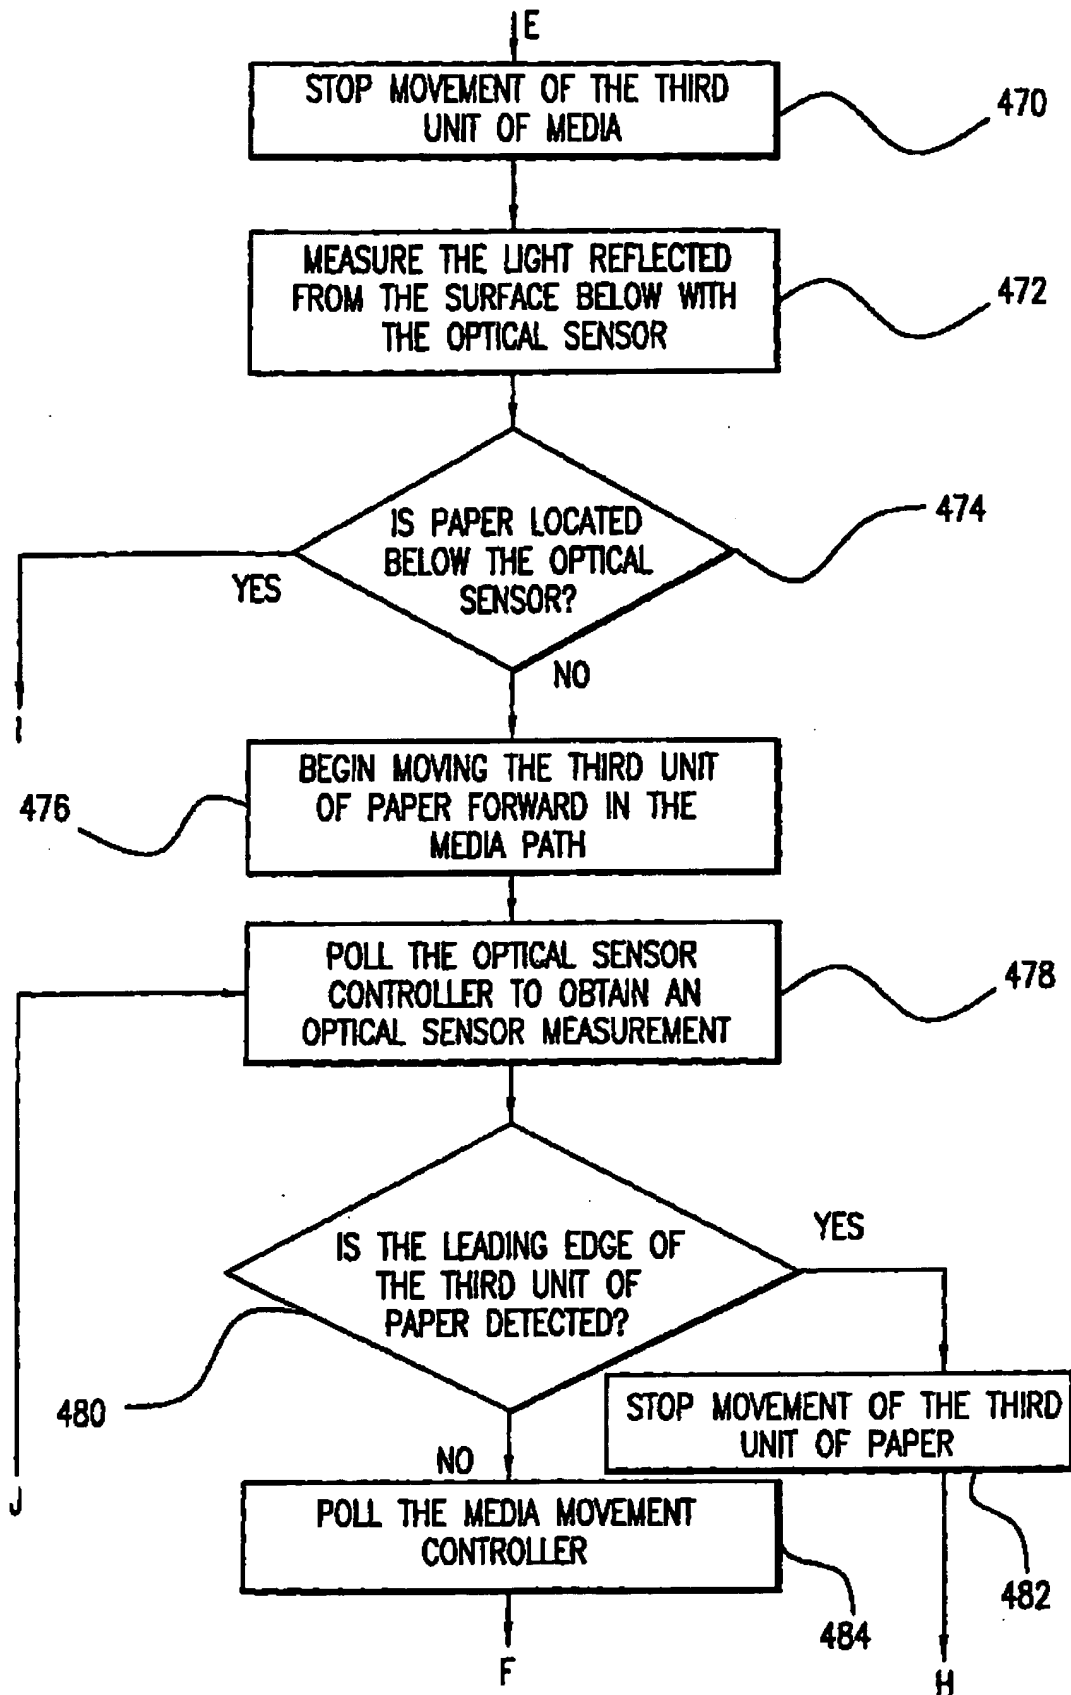 E
STOP MOVEMENT OF THE THIRD
UNIT OF MEDIA
470
MEASURE THE LIGHT REFLECTED
FROM THE SURFACE BELOW WITH
THE OPTICAL SENSOR
472
IS PAPER LOCATED
BELOW THE OPTICAL
SENSOR?
474
YES
NO
I
BEGIN MOVING THE THIRD UNIT
OF PAPER FORWARD IN THE
MEDIA PATH
476
POLL THE OPTICAL SENSOR
CONTROLLER TO OBTAIN AN
OPTICAL SENSOR MEASUREMENT
478
IS THE LEADING EDGE OF
THE THIRD UNIT OF
PAPER DETECTED?
YES
480
STOP MOVEMENT OF THE THIRD
UNIT OF PAPER
NO
J
POLL THE MEDIA MOVEMENT
CONTROLLER
482
484
F
H